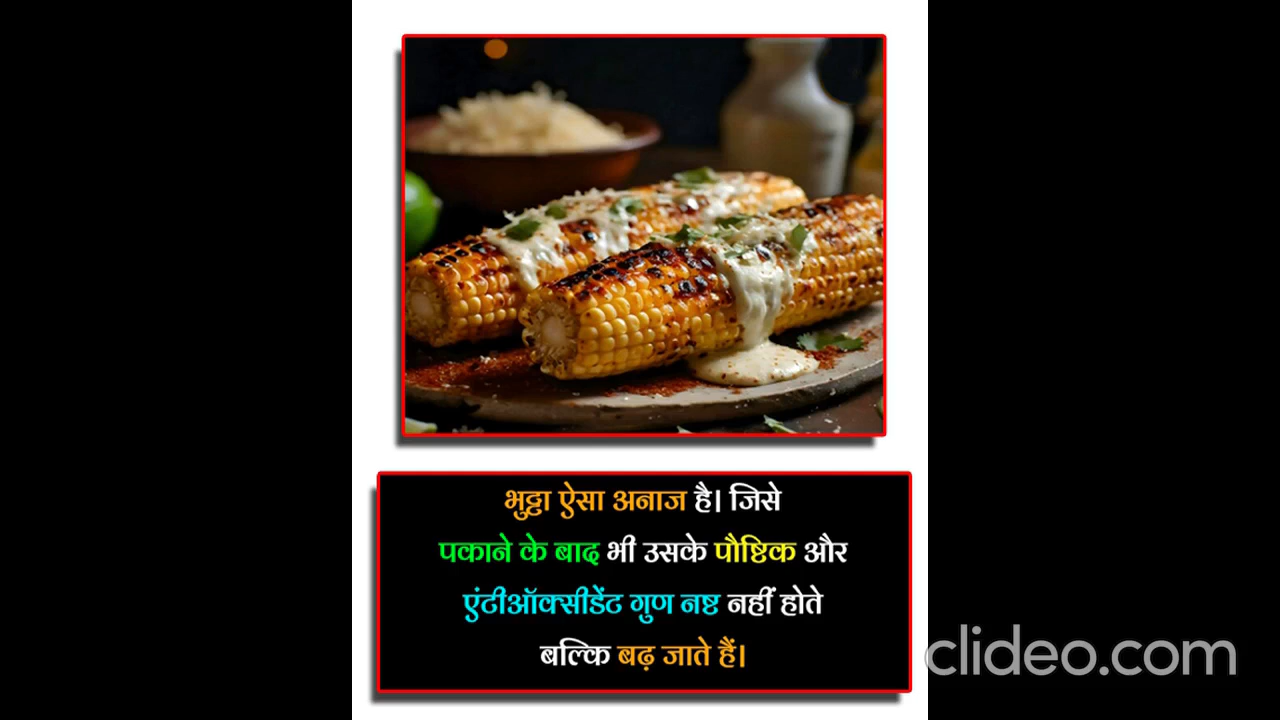 भुट्टा ऐसा अनाज है। जिसे
पकाने के बाद भी उसके पौष्टिक और
एंटीऑक्सीडेंट गुण नष्ट नहीं होते
बल्कि बढ़ जाते हैं।
clideo.com